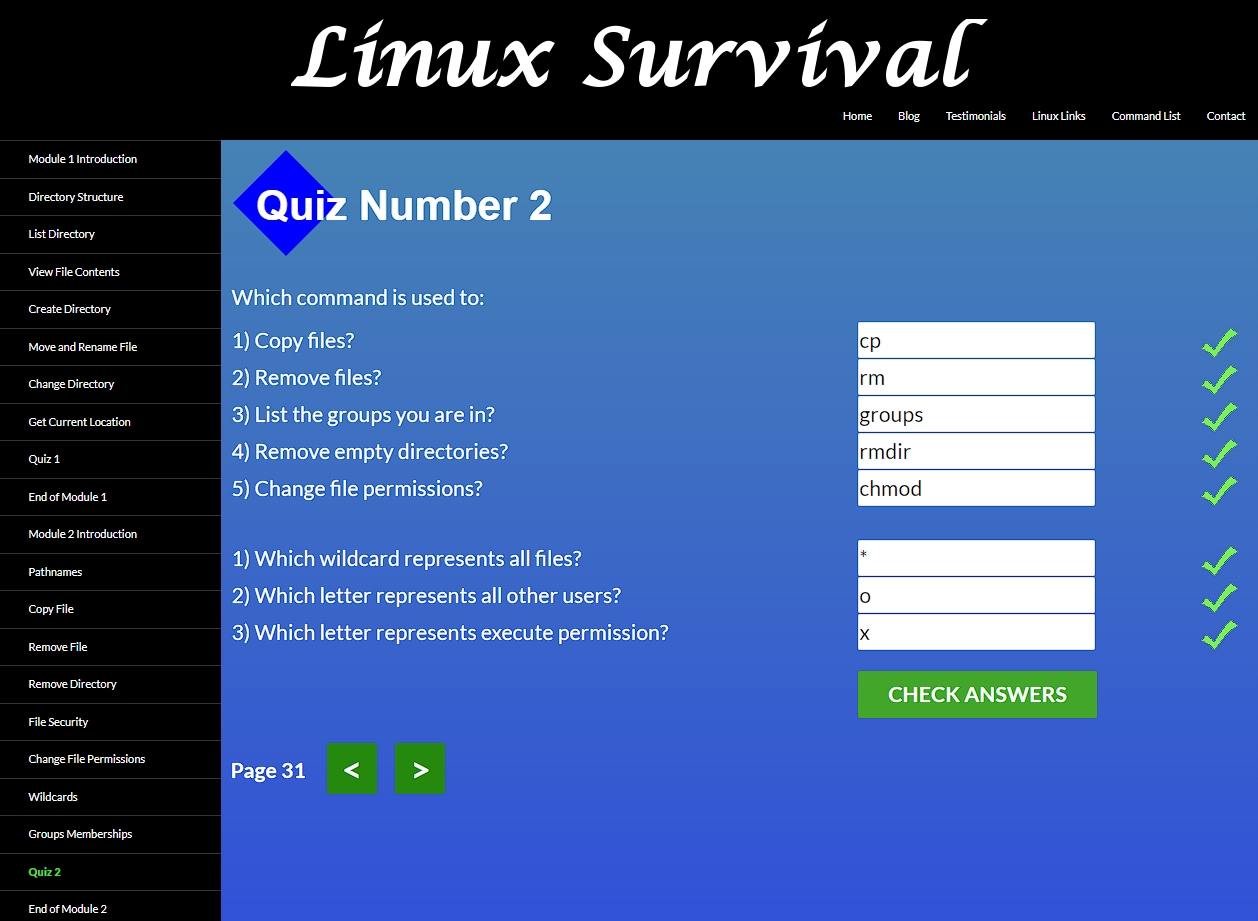 Linux Survival
Home Blog Testimonials Linux Links Command List Contact
Module 1 Introduction
Directory Structure
List Directory
View File Contents
Create Directory
Move and Rename File
Change Directory
Get Current Location
Quiz 1
End of Module 1
Module 2 Introduction
Pathnames
Copy File
Remove File
Remove Directory
File Security
Change File Permissions
Wildcards
Groups Memberships
Quiz 2
End of Module 2
Quiz Number 2
Which command is used to:
1) Copy files? cp
2) Remove files? rm
3) List the groups you are in? groups
4) Remove empty directories? rmdir
5) Change file permissions? chmod
1) Which wildcard represents all files? *
2) Which letter represents all other users? o
3) Which letter represents execute permission? x
CHECK ANSWERS
Page 31 < >